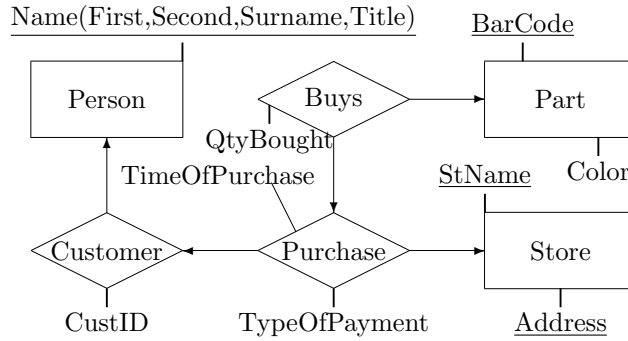 Name(First,Second,Surname,Title)
BarCode
Person
Buys
Part
QtyBought
Color
TimeOfPurchase
StName
Customer
Purchase
Store
CustID
TypeOfPayment
Address